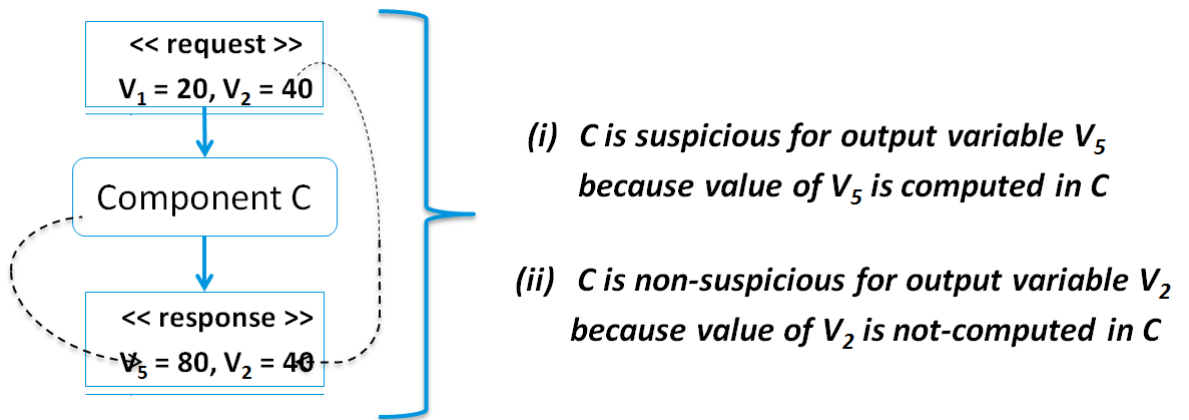 << request >>
V₁ = 20, V₂ = 40
Component C
<< response >>
V₅ = 80, V₂ = 40
(i) C is suspicious for output variable V₅
because value of V₅ is computed in C
(ii) C is non-suspicious for output variable V₂
because value of V₂ is not-computed in C